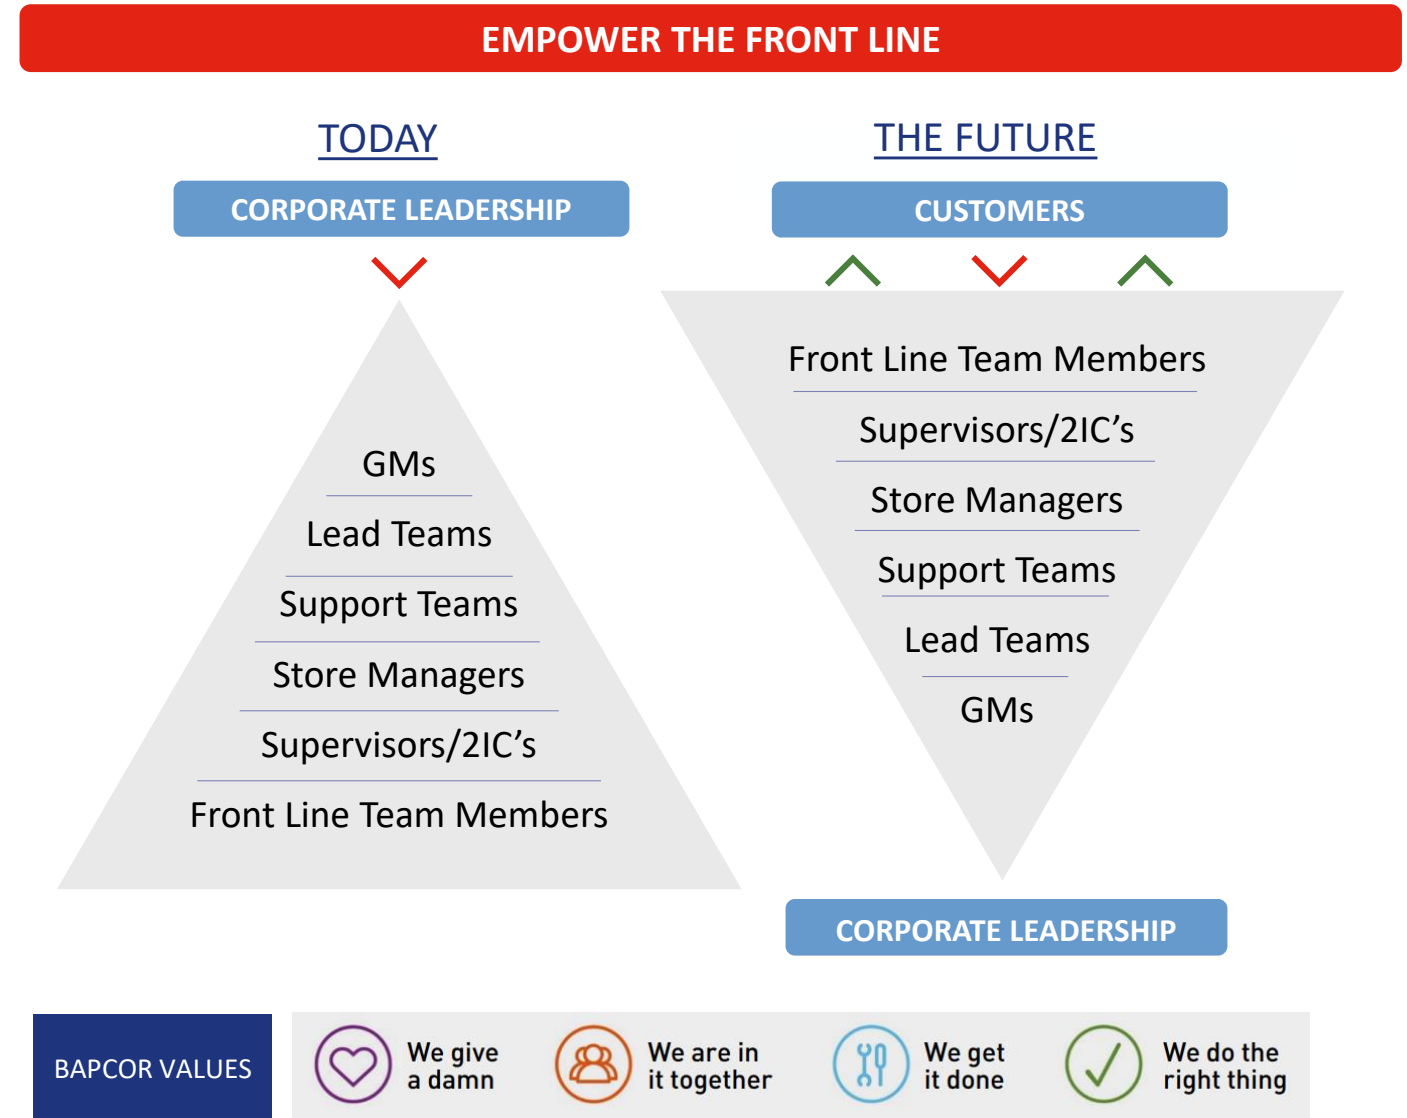 EMPOWER THE FRONT LINE
TODAY
CORPORATE LEADERSHIP
GMs
Lead Teams
Support Teams
Store Managers
Supervisors/2IC’s
Front Line Team Members
THE FUTURE
CUSTOMERS
Front Line Team Members
Supervisors/2IC’s
Store Managers
Support Teams
Lead Teams
GMs
CORPORATE LEADERSHIP
BAPCOR VALUES
We give
a damn
We are in
it together
We get
it done
We do the
right thing